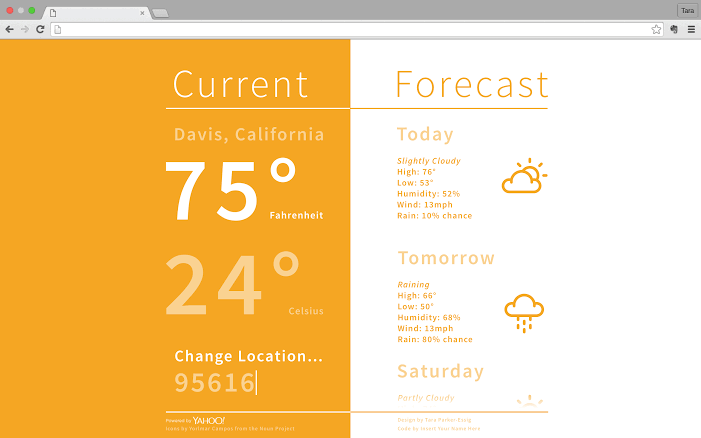 Tara
Current
Davis, California
75°
Fahrenheit
24°
Celsius
Change Location...
95616
Powered by YAHOO!
Icons by Yazmar Campos from the Noun Project
Forecast
Today
Slightly Cloudy
High: 76°
Low: 53°
Humidity: 52%
Wind: 13mph
Rain: 10% chance
Tomorrow
Raining
High: 66°
Low: 50°
Humidity: 68%
Wind: 13mph
Rain: 80% chance
Saturday
Partly Cloudy
Design by Tara Parker-Essig
Code by Insert Your Name Here